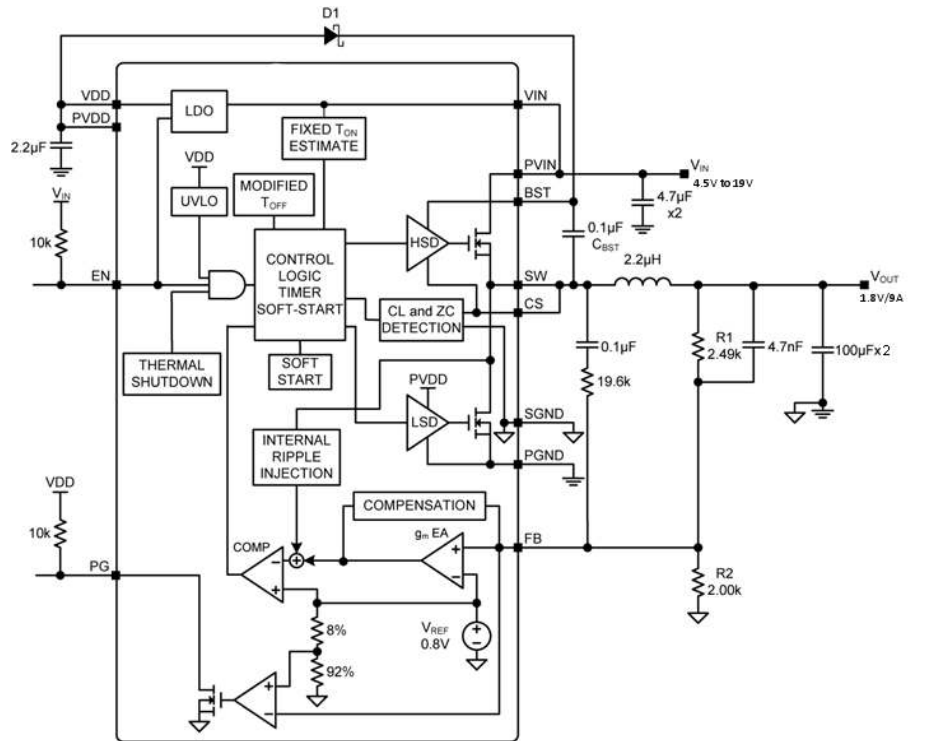 D1
VDD
LDO
VIN
PVDD
2.2μF
FIXED TON
ESTIMATE
VDD
PVIN
VIN
4.5V to 19V
VIN
UVLO
MODIFIED
TOFF
BST
4.7μF
x2
10k
HSD
0.1μF
CBST
2.2μH
CONTROL
LOGIC
TIMER
SOFT-START
EN
SW
VOUT
1.8V/9A
CS
CL and ZC
DETECTION
THERMAL
SHUTDOWN
SOFT
START
0.1μF
R1
2.49k
4.7nF
100μFx2
19.6k
PVDD
LSD
SGND
INTERNAL
RIPPLE
INJECTION
PGND
VDD
COMPENSATION
10k
gm EA
FB
COMP
+
−
−
+
+
−
PG
R2
2.00k
8%
VREF
0.8V
+
−
92%
+
−